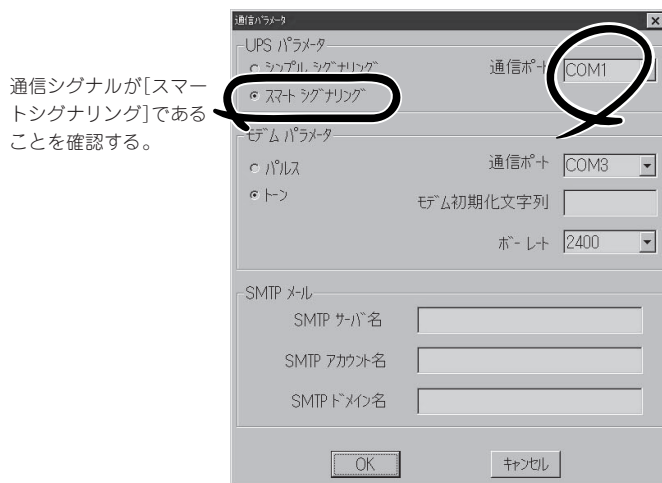 通信ﾊﾟﾗﾒｰﾀ
UPS ﾊﾟﾗﾒｰﾀ
ｼﾝﾌﾟﾙ ｼｸﾞﾅﾘﾝｸﾞ
通信ﾎﾟｰﾄ COM1
ｽﾏｰﾄ ｼｸﾞﾅﾘﾝｸﾞ
通信シグナルが[スマー
トシグナリング]である
ことを確認する。
ﾓﾃﾞﾑ ﾊﾟﾗﾒｰﾀ
ﾊﾟﾙｽ
通信ﾎﾟｰﾄ COM3
ﾄｰﾝ
ﾓﾃﾞﾑ初期化文字列
ﾎﾞｰ ﾚｰﾄ 2400
SMTP ﾒｰﾙ
SMTP ｻｰﾊﾞ名
SMTP ｱｶｳﾝﾄ名
SMTP ﾄﾞﾒｲﾝ名
OK ｷｬﾝｾﾙ